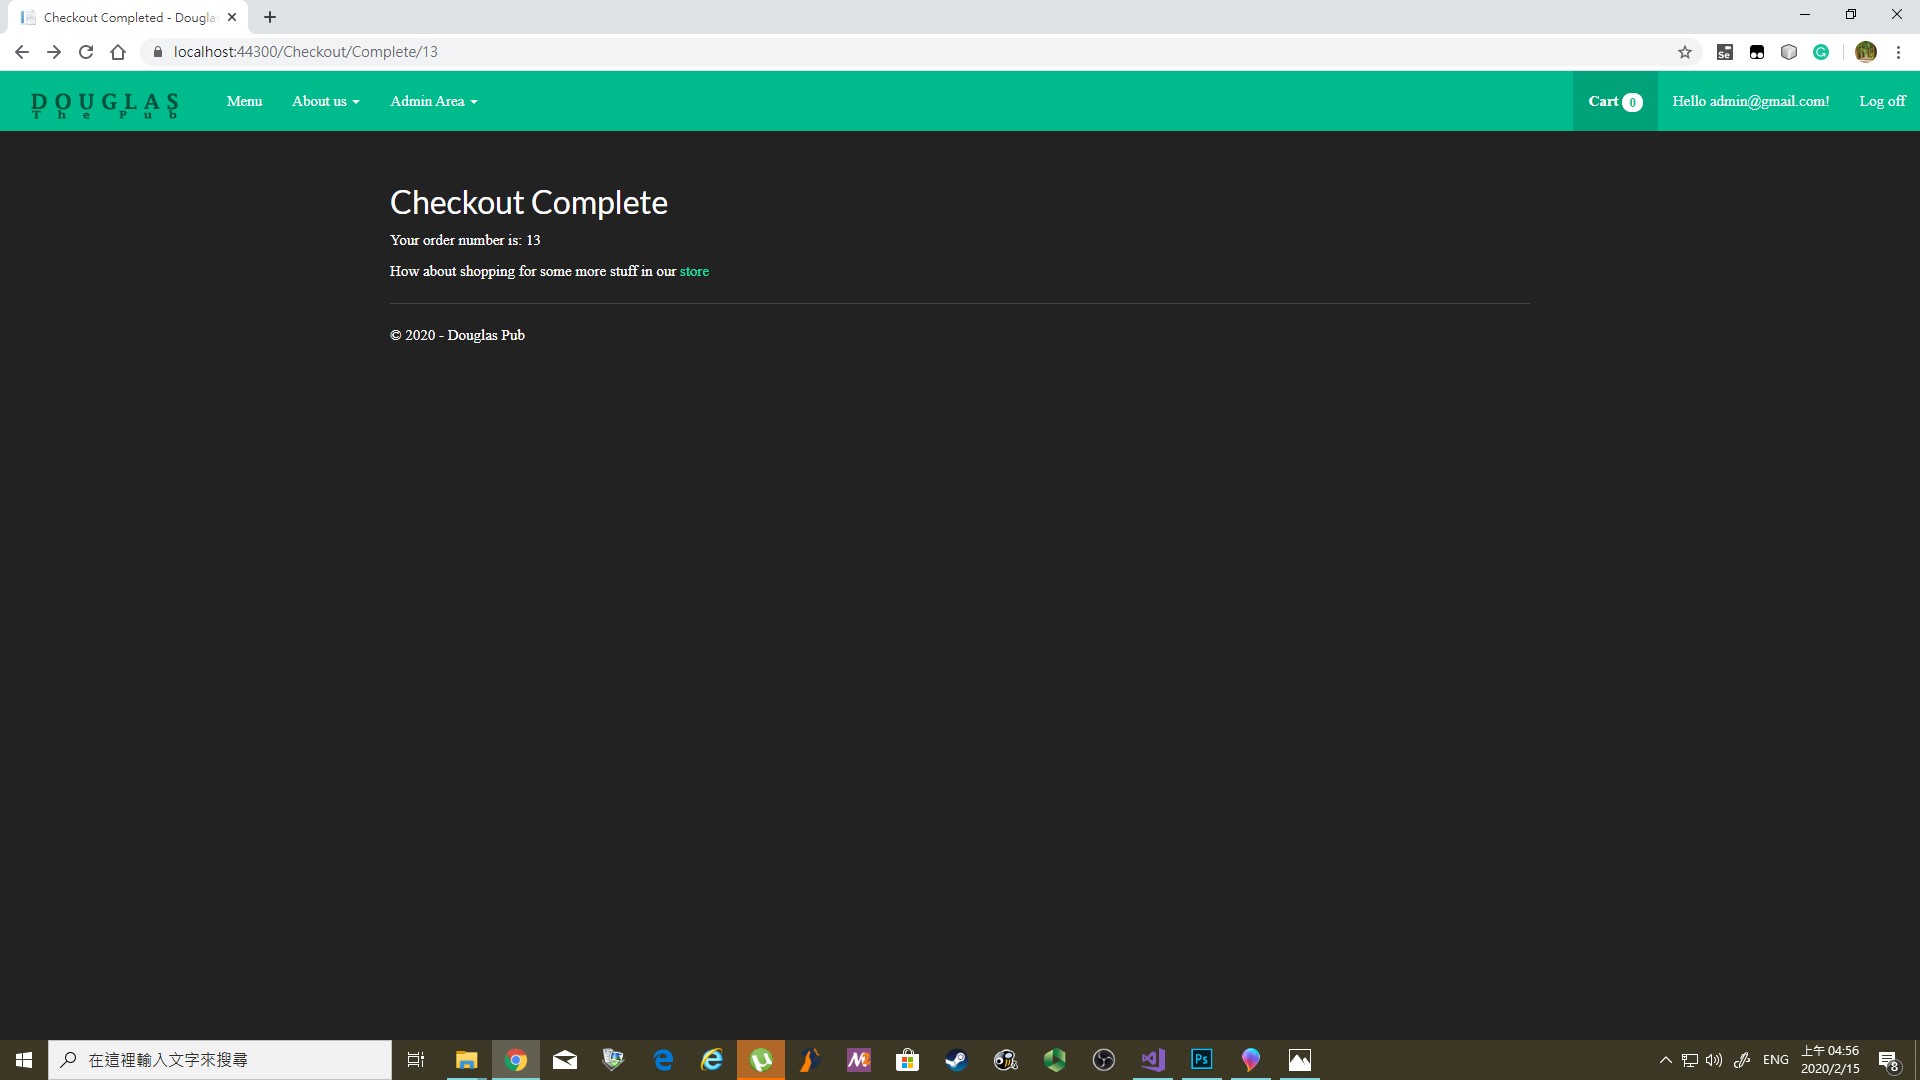 Checkout Completed - Dougla
localhost:44300/Checkout/Complete/13
DOUGLAS
The Pub
Menu
About us
Admin Area
Cart 0
Hello admin@gmail.com!
Log off
Checkout Complete
Your order number is: 13
How about shopping for some more stuff in our store
© 2020 - Douglas Pub
在這裡輸入文字來搜尋
ENG
上午 04:56
2020/2/15
8
Se
Ps